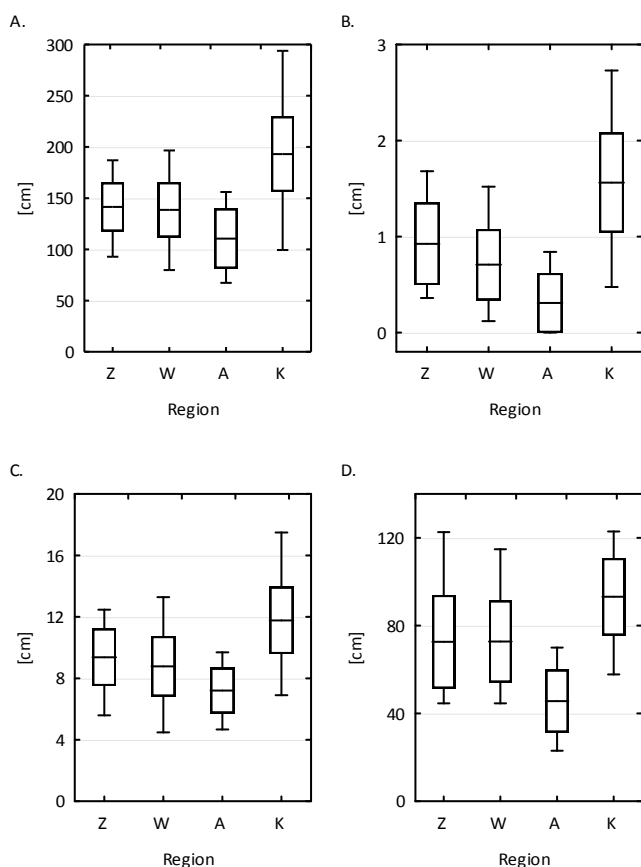 A.
B.
300
250
200
150
100
50
0
[cm]
Z W A K
Region
3
2
1
0
[cm]
Z W A K
Region
C.
D.
20
16
12
8
4
0
[cm]
Z W A K
Region
120
80
40
0
[cm]
Z W A K
Region